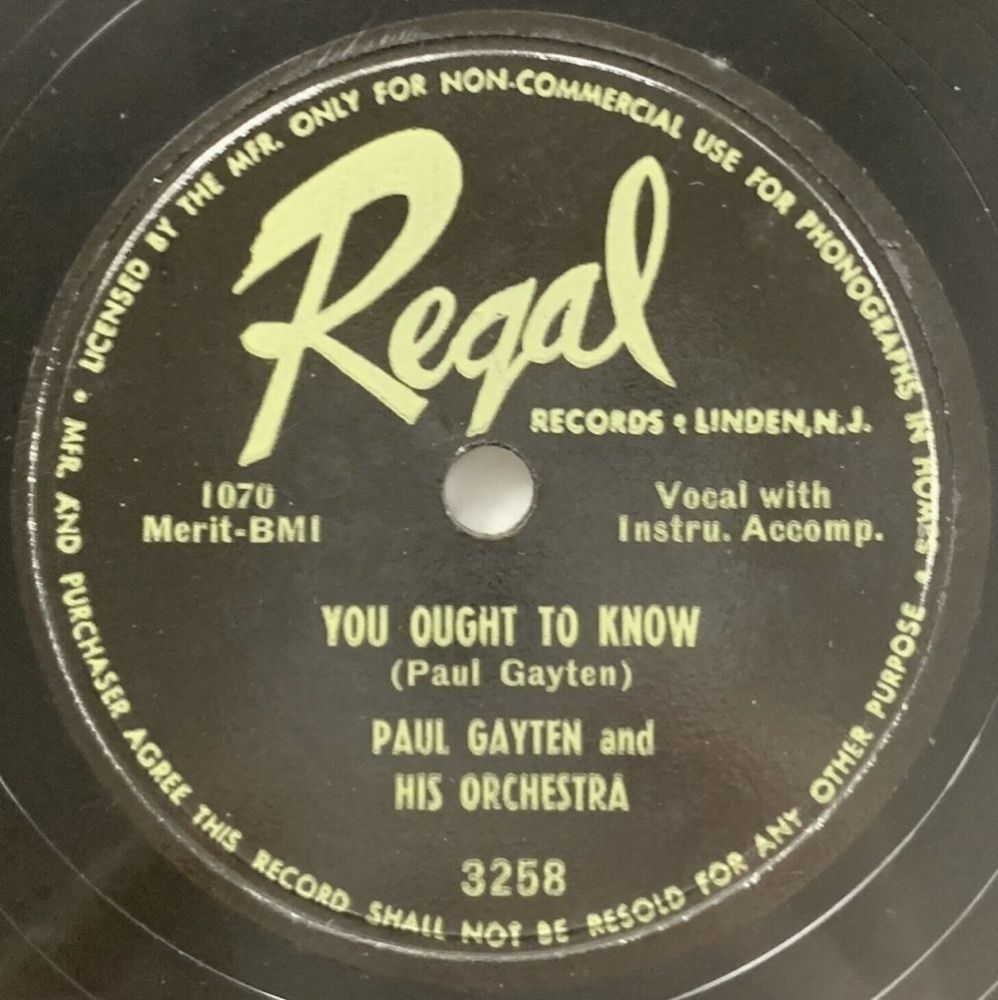 LICENSED BY THE MFR. ONLY FOR NON-COMMERCIAL USE FOR PHONOGRAPHS IN HOMES • MFR. AND PURCHASER AGREE THIS RECORD SHALL NOT BE RESOLD FOR ANY OTHER PURPOSE •
Regal
RECORDS • LINDEN, N.J.
1070
Merit-BMI
Vocal with
Instru. Accomp.
YOU OUGHT TO KNOW
(Paul Gayten)
PAUL GAYTEN and
HIS ORCHESTRA
3258